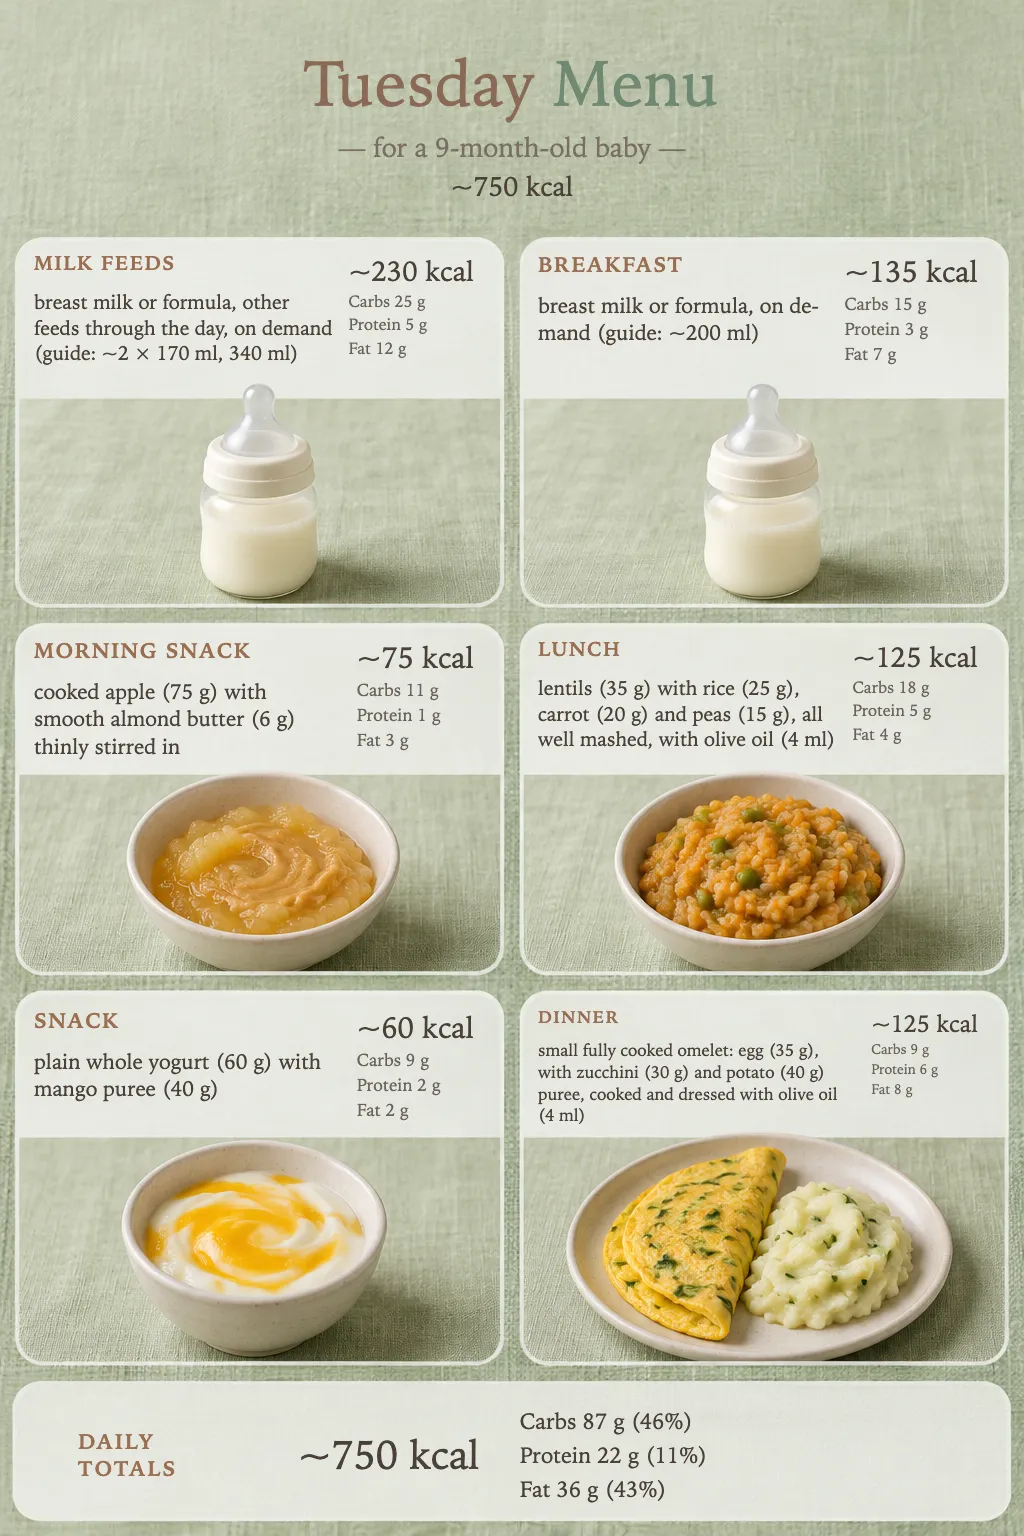 Tuesday Menu
— for a 9-month-old baby —
~750 kcal
MILK FEEDS
~230 kcal
breast milk or formula, other
feeds through the day, on demand
(guide: ~2 × 170 ml, 340 ml)
Carbs 25 g
Protein 5 g
Fat 12 g
BREAKFAST
~135 kcal
breast milk or formula, on de-
mand (guide: ~200 ml)
Carbs 15 g
Protein 3 g
Fat 7 g
MORNING SNACK
~75 kcal
cooked apple (75 g) with
smooth almond butter (6 g)
thinly stirred in
Carbs 11 g
Protein 1 g
Fat 3 g
LUNCH
~125 kcal
lentils (35 g) with rice (25 g),
carrot (20 g) and peas (15 g), all
well mashed, with olive oil (4 ml)
Carbs 18 g
Protein 5 g
Fat 4 g
SNACK
~60 kcal
plain whole yogurt (60 g) with
mango puree (40 g)
Carbs 9 g
Protein 2 g
Fat 2 g
DINNER
~125 kcal
small fully cooked omelet: egg (35 g),
with zucchini (30 g) and potato (40 g)
puree, cooked and dressed with olive oil
(4 ml)
Carbs 9 g
Protein 6 g
Fat 8 g
DAILY
TOTALS
~750 kcal
Carbs 87 g (46%)
Protein 22 g (11%)
Fat 36 g (43%)